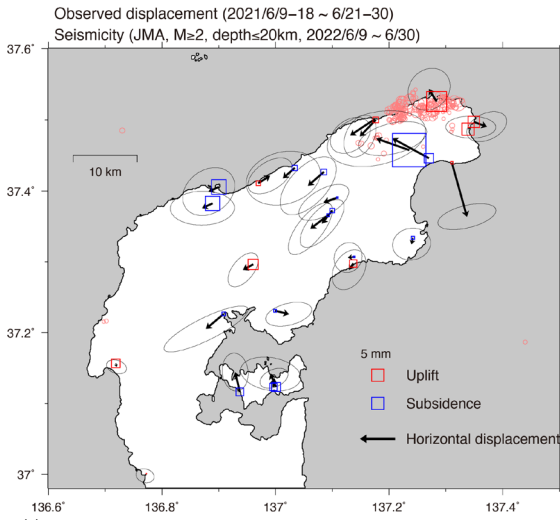 Observed displacement (2021/6/9−18 ~ 6/21−30)
Seismicity (JMA, M≥2, depth≤20km, 2022/6/9 ~ 6/30)
37.6˚
37.4˚
37.2˚
37˚
10 km
5 mm
Uplift
Subsidence
Horizontal displacement
136.6˚ 136.8˚ 137˚ 137.2˚ 137.4˚